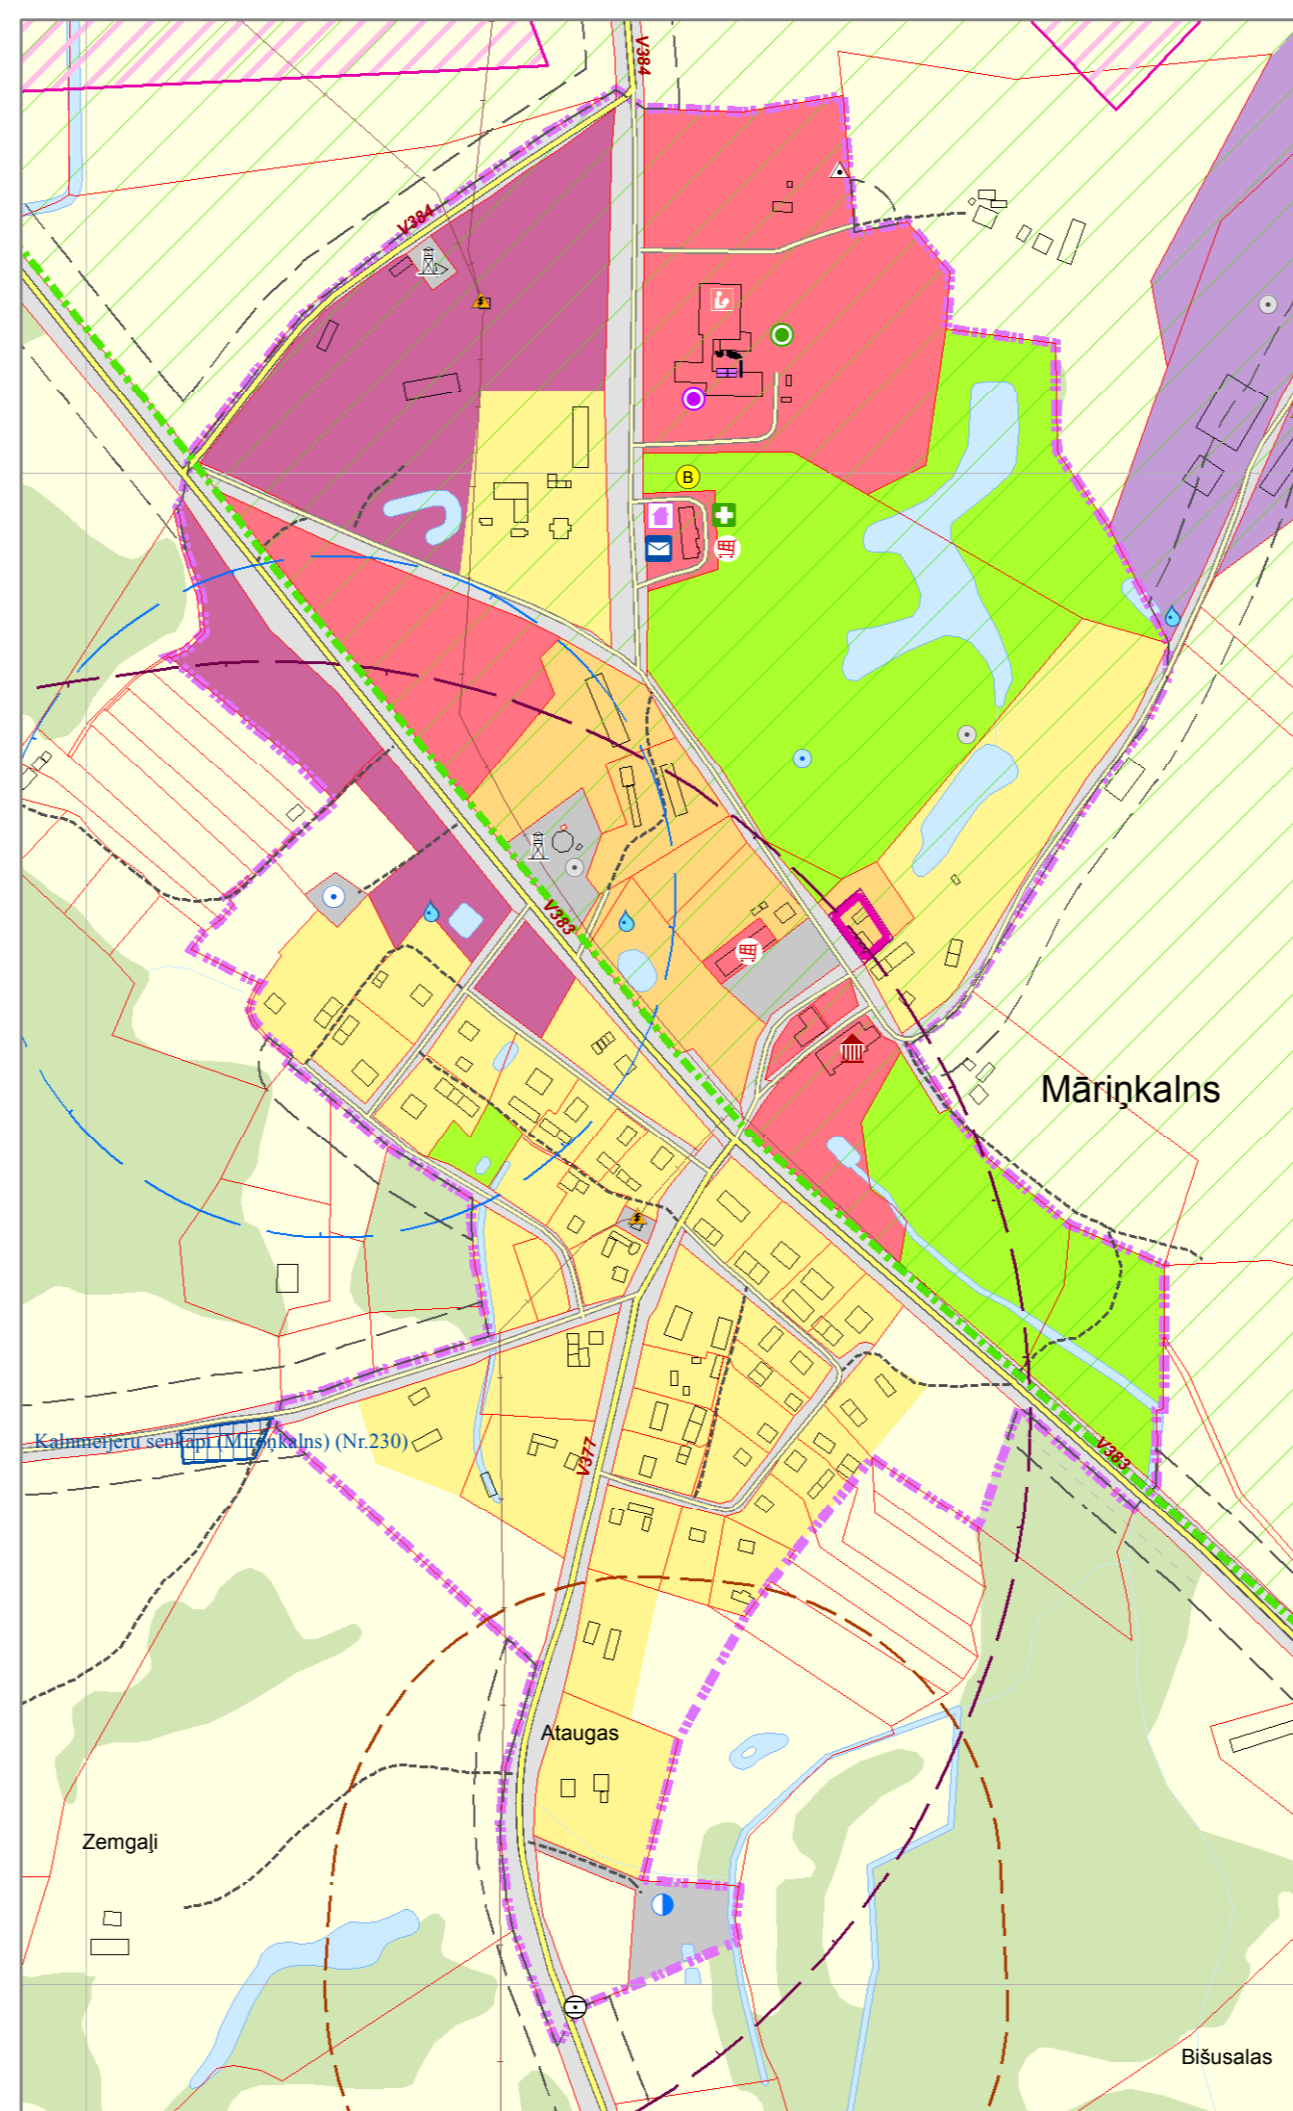 V384
V384
B
V383
Māriņkalns
Kalnmeijeru senkapi (Miroņkalns) (Nr.230)
V377
V383
Ataugas
Zemgaļi
Bišusalas